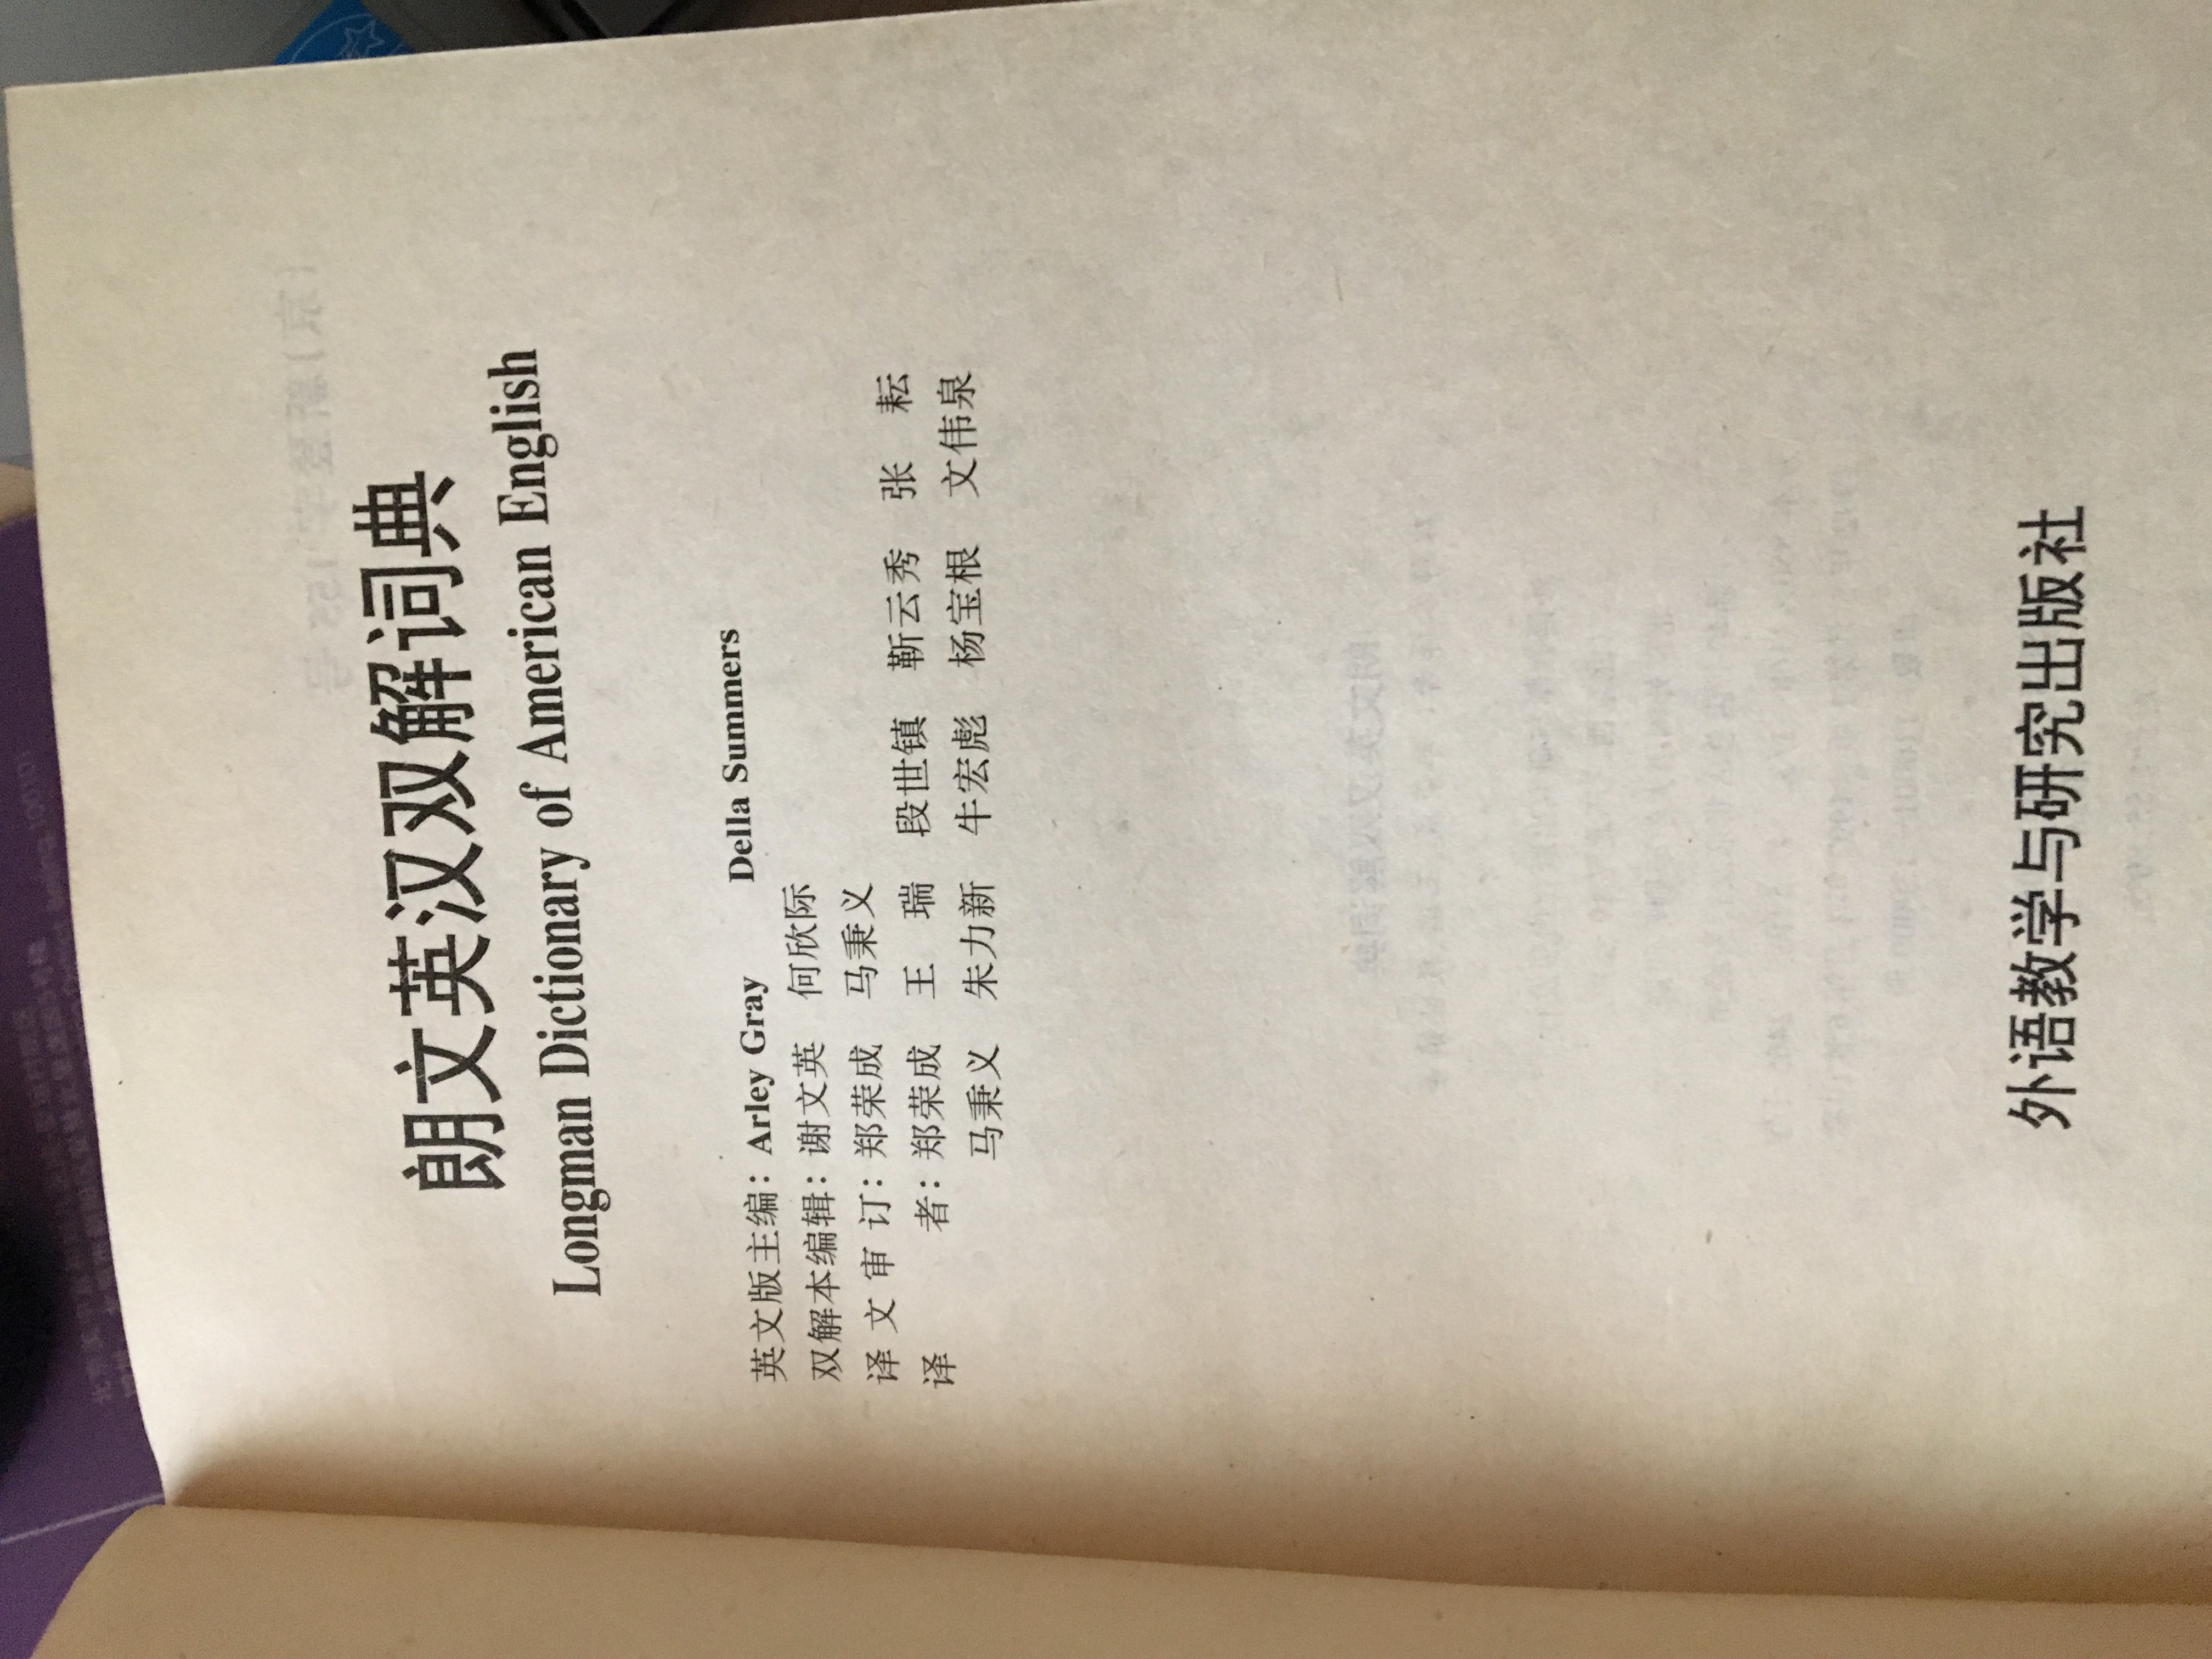 朗文英汉双解词典
Longman Dictionary of American English
英文版主编：Arley Gray Della Summers
双解本编辑：谢文英 何欣际
译文审订：郑荣成 马秉义
译者：郑荣成 王瑞 段世镇 靳云秀 张耘
马秉义 朱力新 牛宏彪 杨宝根 文伟泉
外语教学与研究出版社